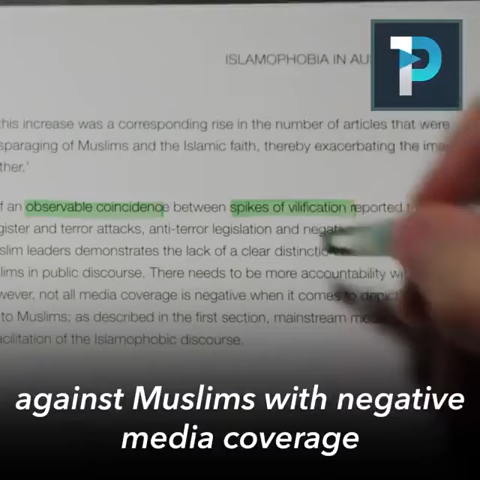 ISLAMOPHOBIA IN AU
this increase was a corresponding rise in the number of articles that were
sparaging of Muslims and the Islamic faith, thereby exacerbating the
ther.'
f an observable coincidence between spikes of vilification reported
gister and terror attacks, anti-terror legislation and
slim leaders demonstrates the lack of a clear
lims in public discourse. There needs to be more accountability
wever, not all media coverage is negative when it comes to
to Muslims; as described in the first section, mainstream
acilitation of the Islamophobic discourse.
against Muslims with negative
media coverage